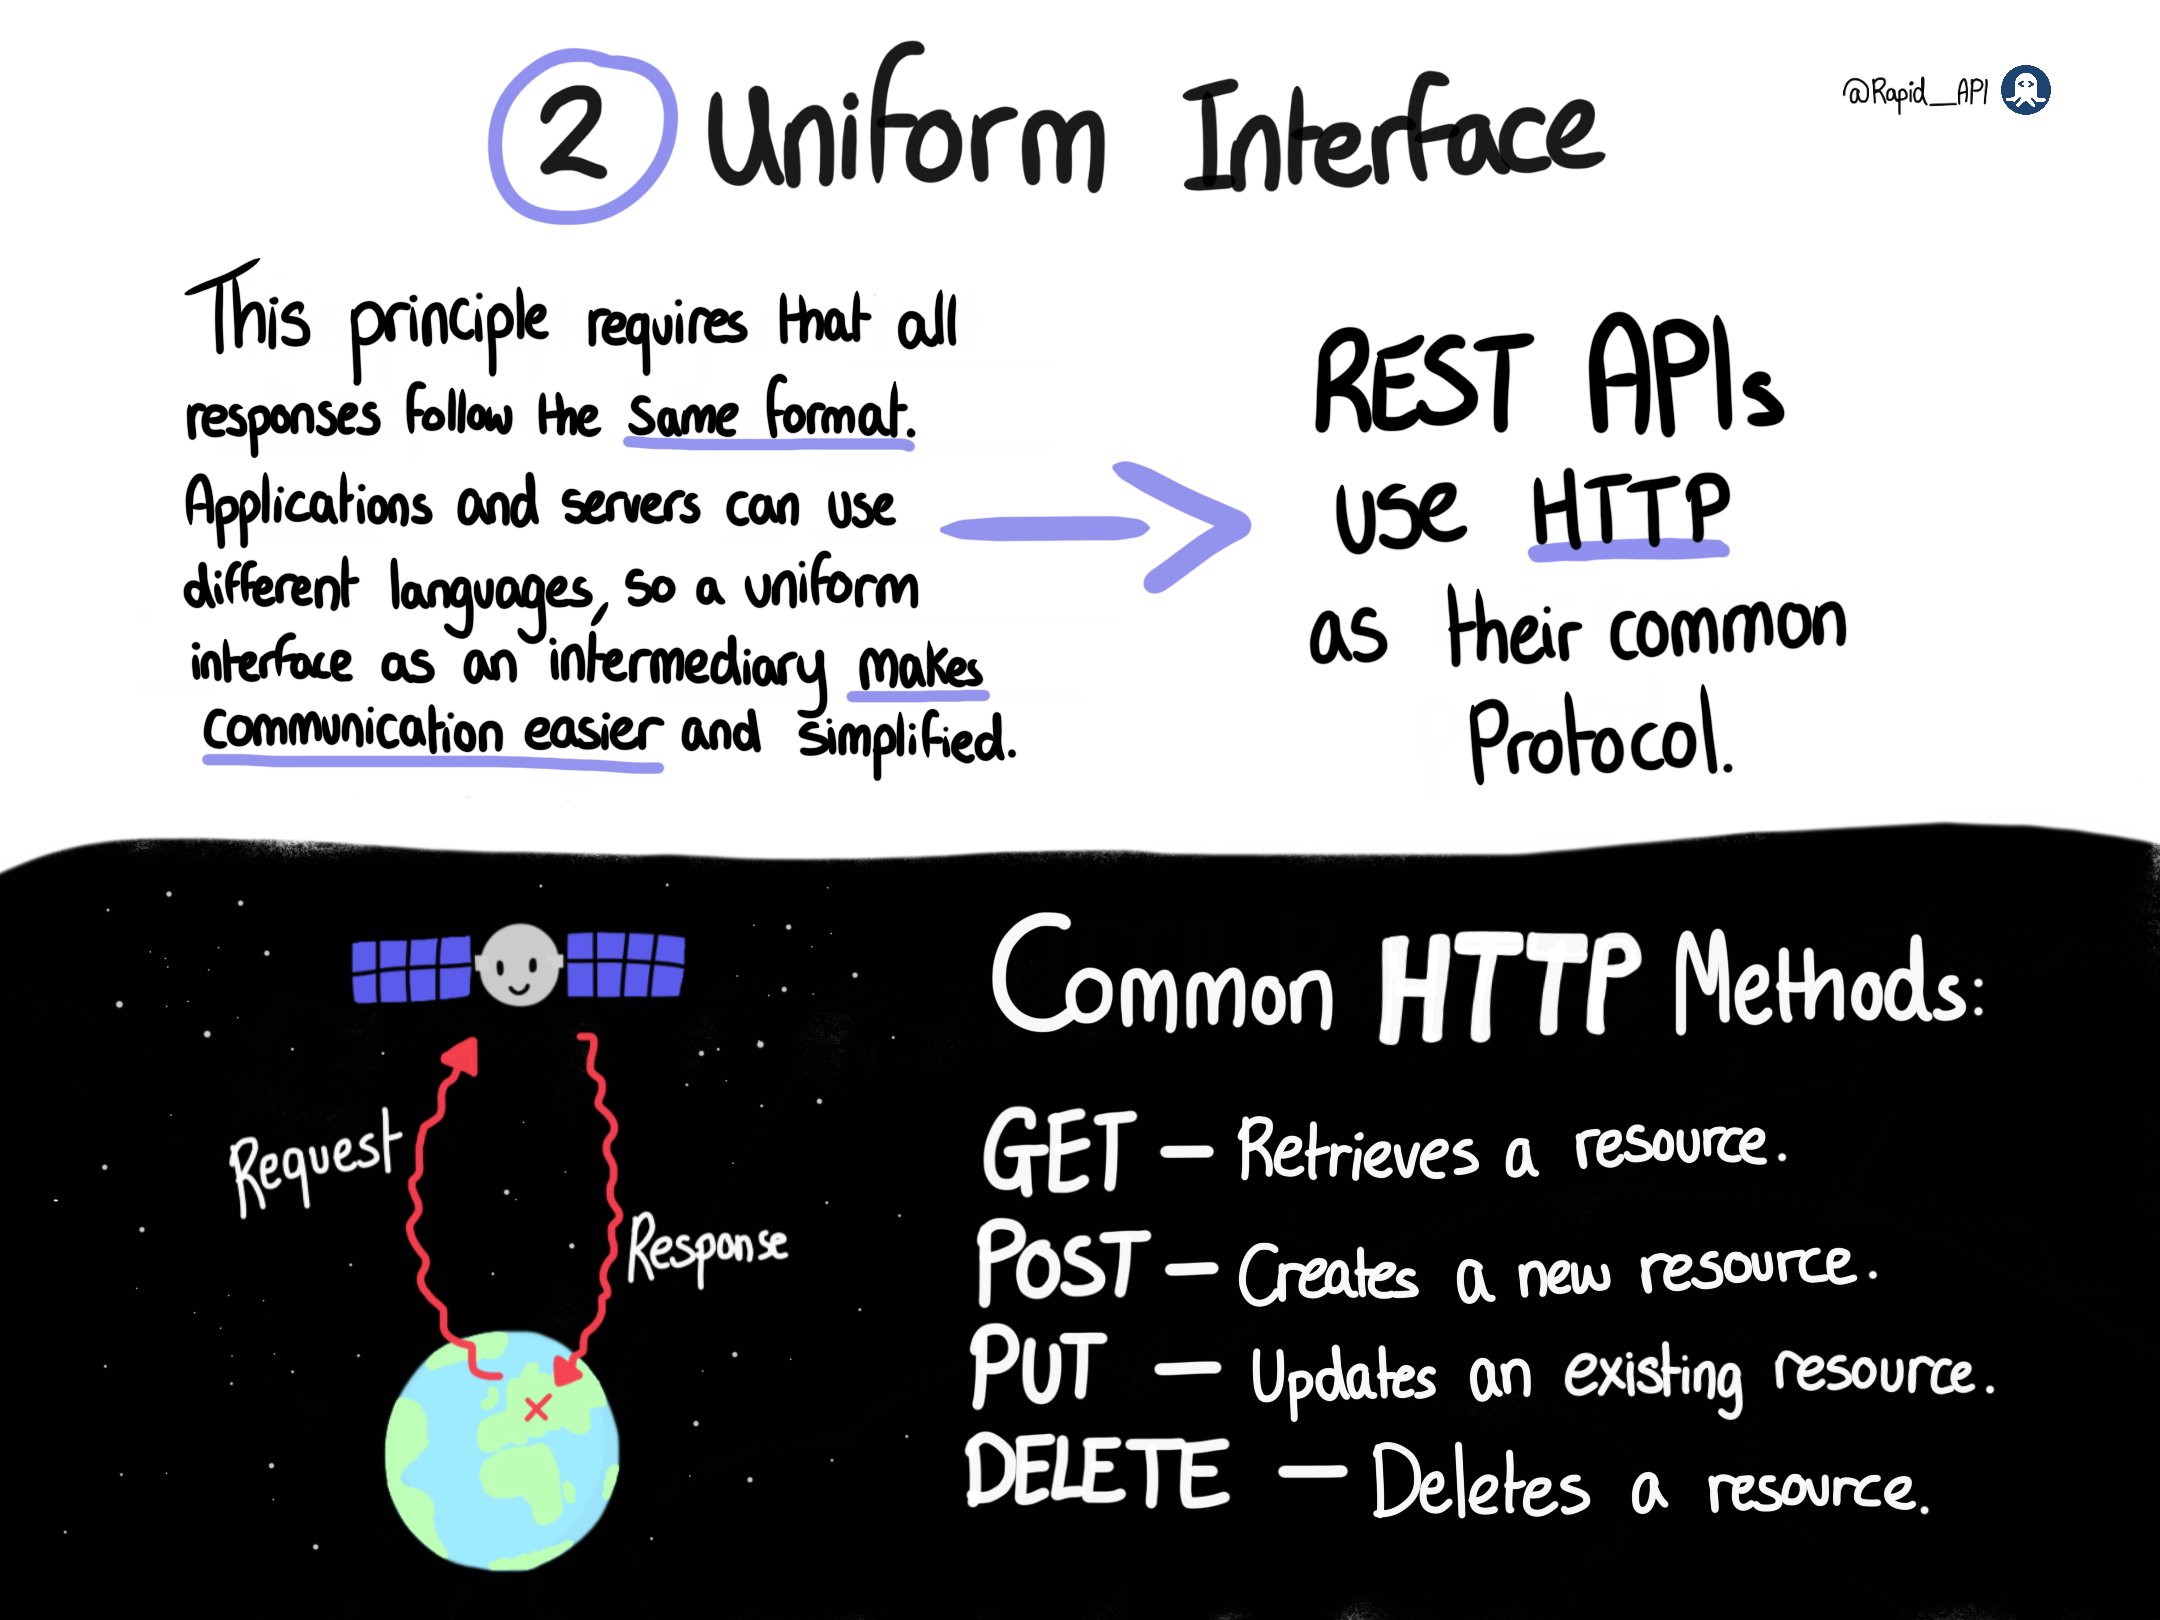 2 Uniform Interface
@Rapid_API
This principle requires that all
responses follow the same format.
Applications and servers can use
different languages, so a uniform
interface as an intermediary makes
communication easier and simplified.
REST APIs
use HTTP
as their common
Protocol.
Request
Response
Common HTTP Methods:
GET – Retrieves a resource.
POST – Creates a new resource.
PUT – Updates an existing resource.
DELETE – Deletes a resource.